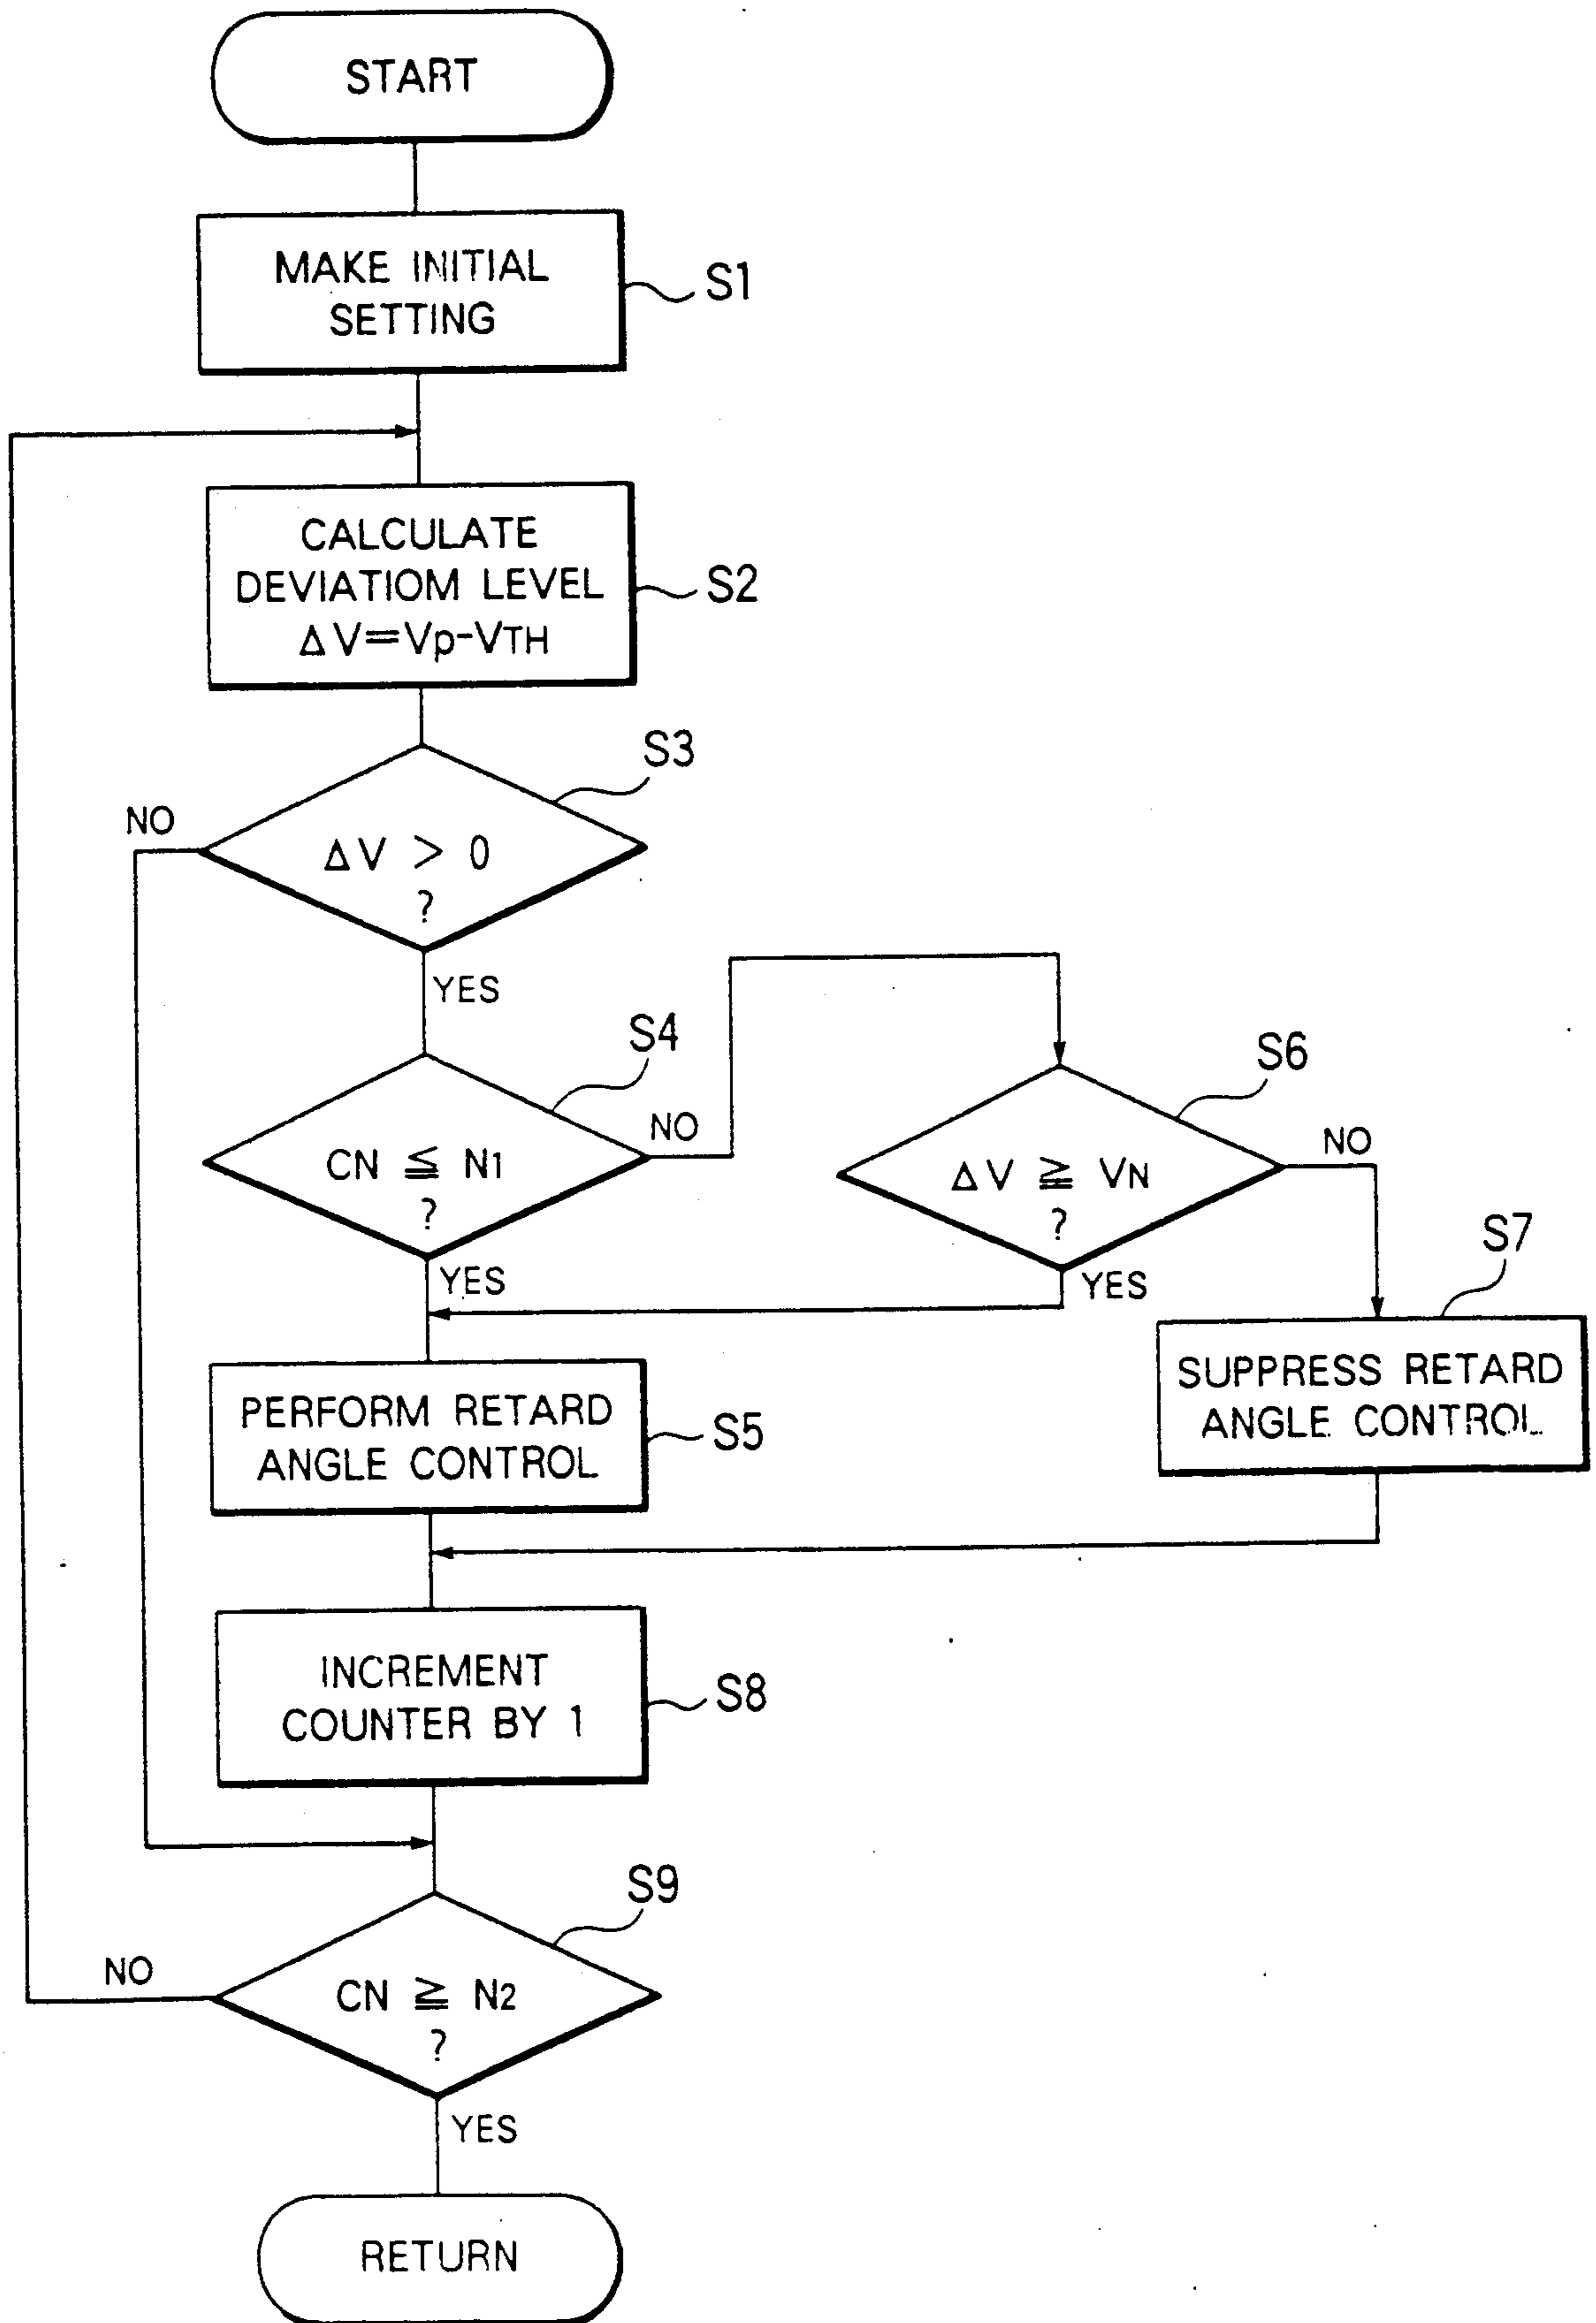 START
MAKE INITIAL
SETTING
S1
CALCULATE
DEVIATIOM LEVEL
ΔV=Vp-VTH
S2
S3
NO
ΔV > 0
?
YES
S4
NO
CN ≦ N1
?
YES
S6
NO
ΔV ≧ VN
?
YES
S7
SUPPRESS RETARD
ANGLE CONTROL
PERFORM RETARD
ANGLE CONTROL
S5
INCREMENT
COUNTER BY 1
S8
S9
NO
CN ≧ N2
?
YES
RETURN